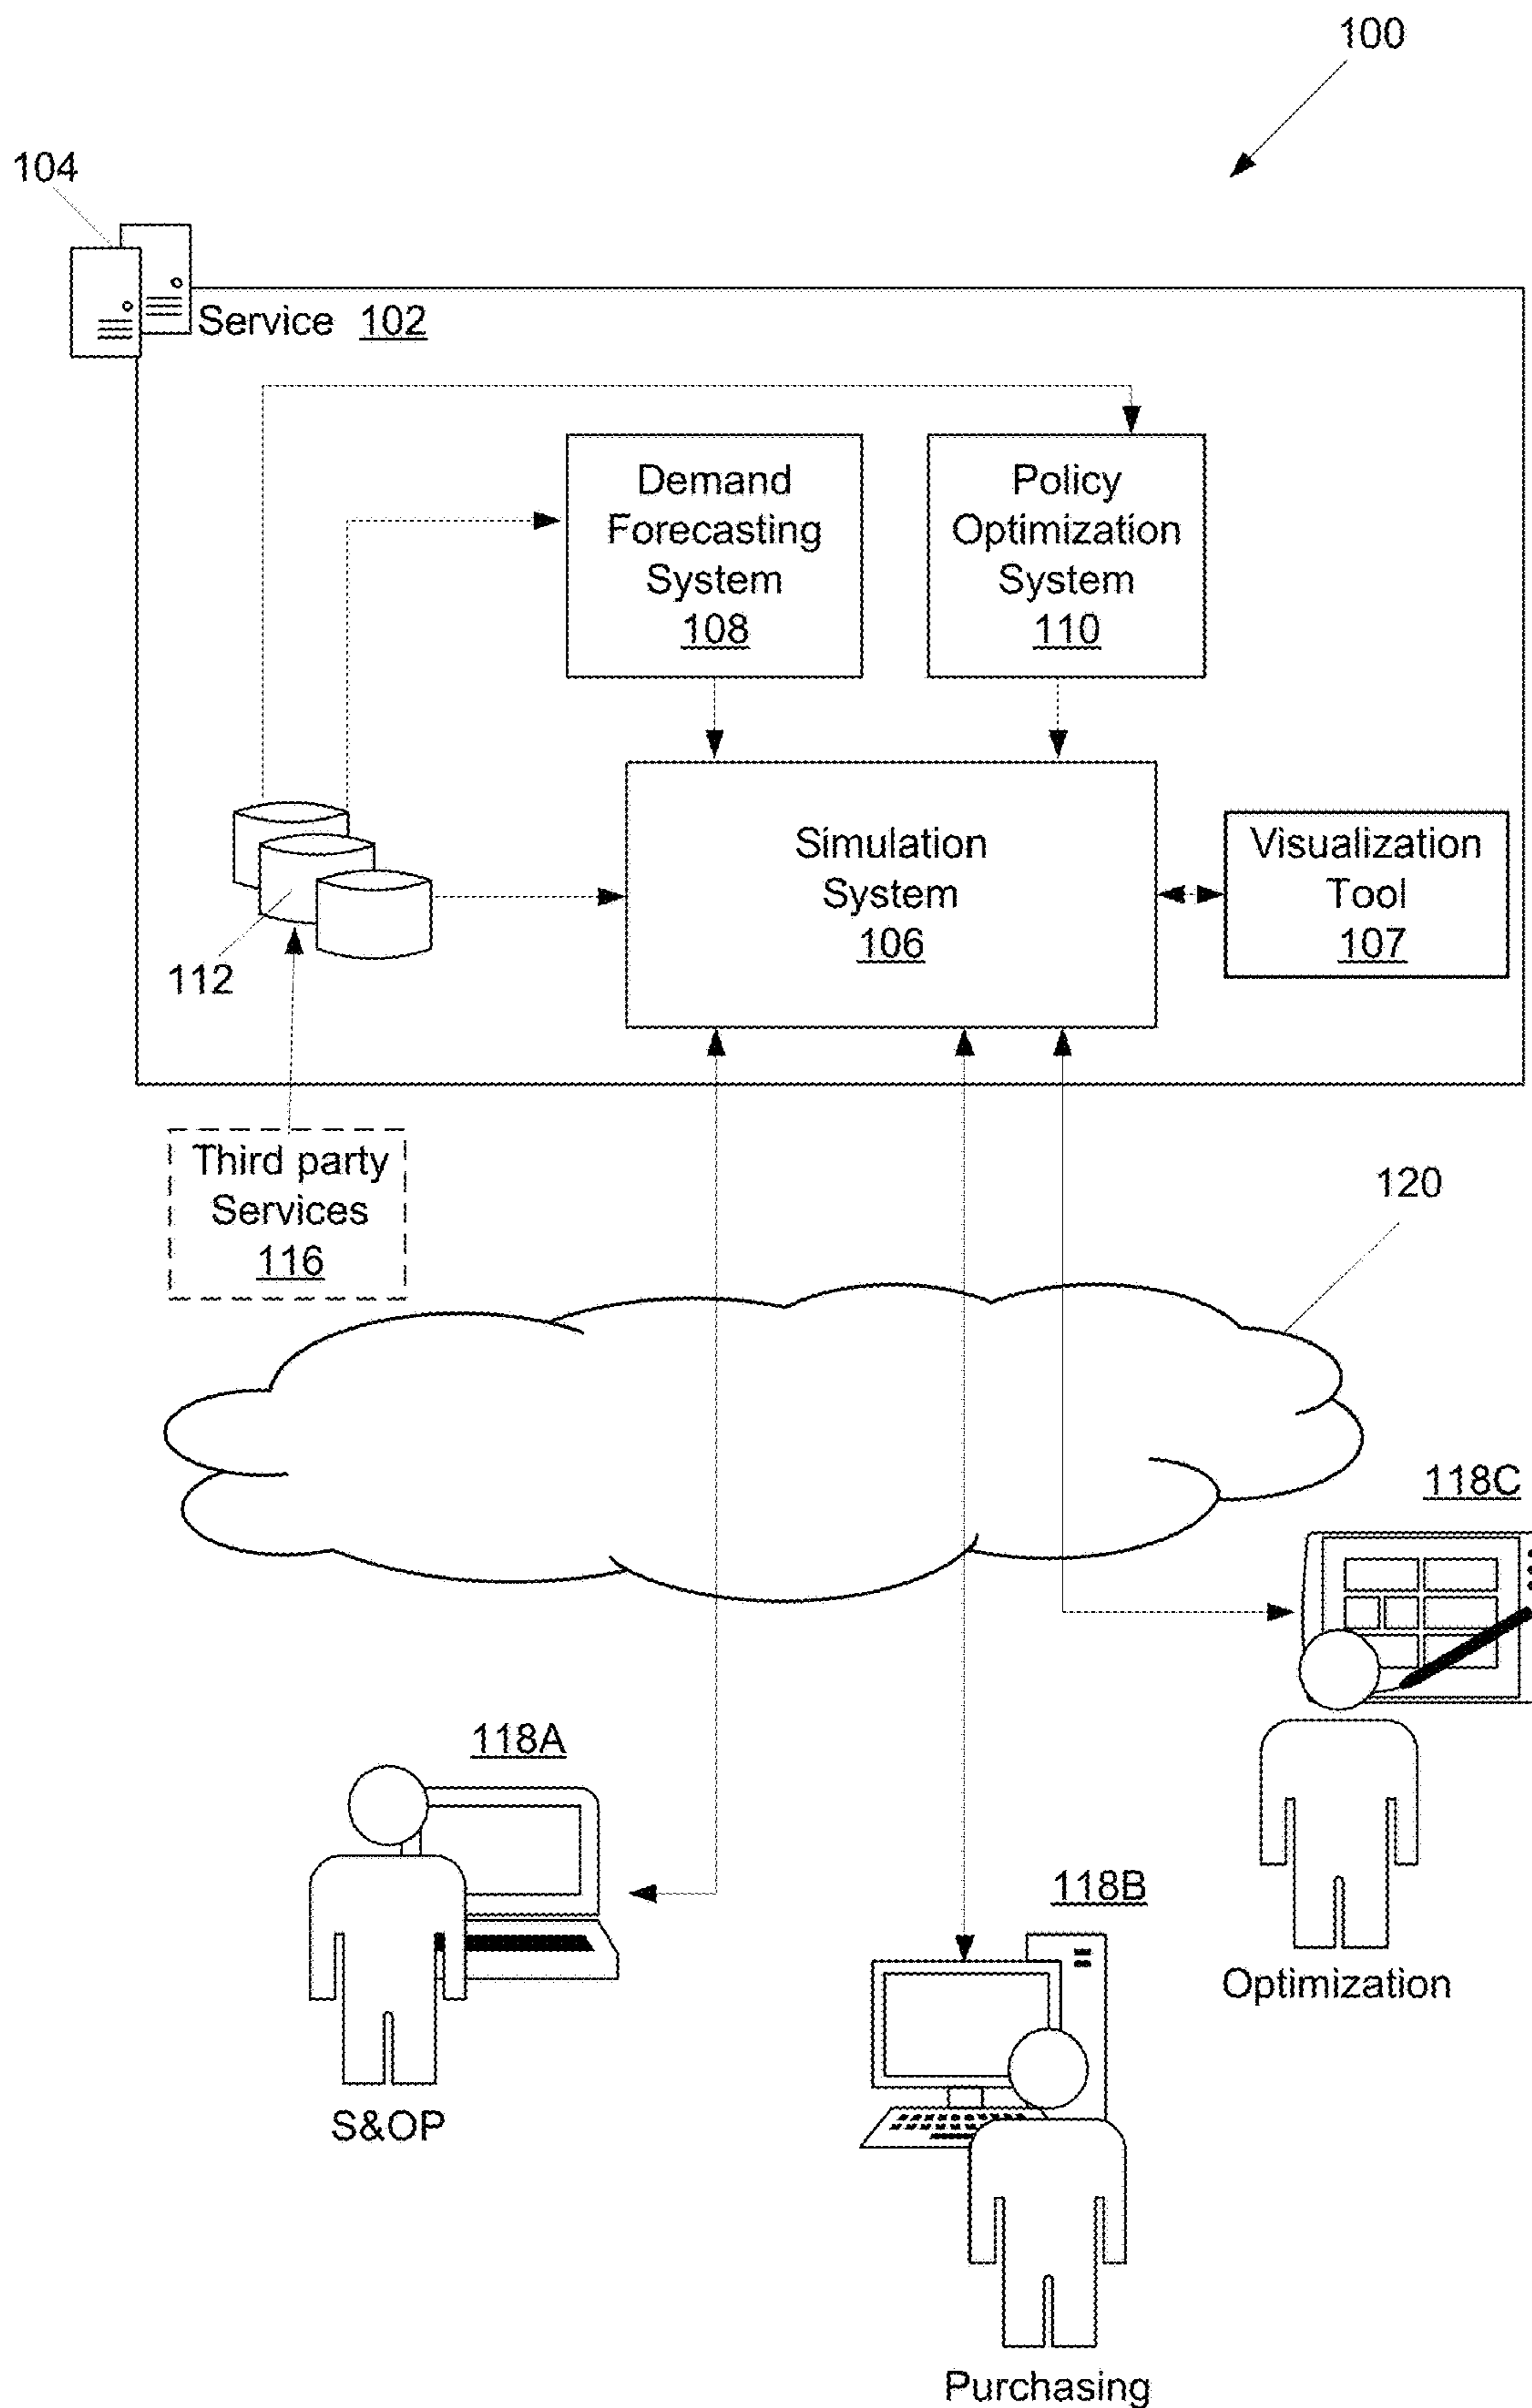 100
104
Service 102
Demand
Forecasting
System
108
Policy
Optimization
System
110
Simulation
System
106
Visualization
Tool
107
112
Third party
Services
116
120
118C
118A
118B
Optimization
S&OP
Purchasing